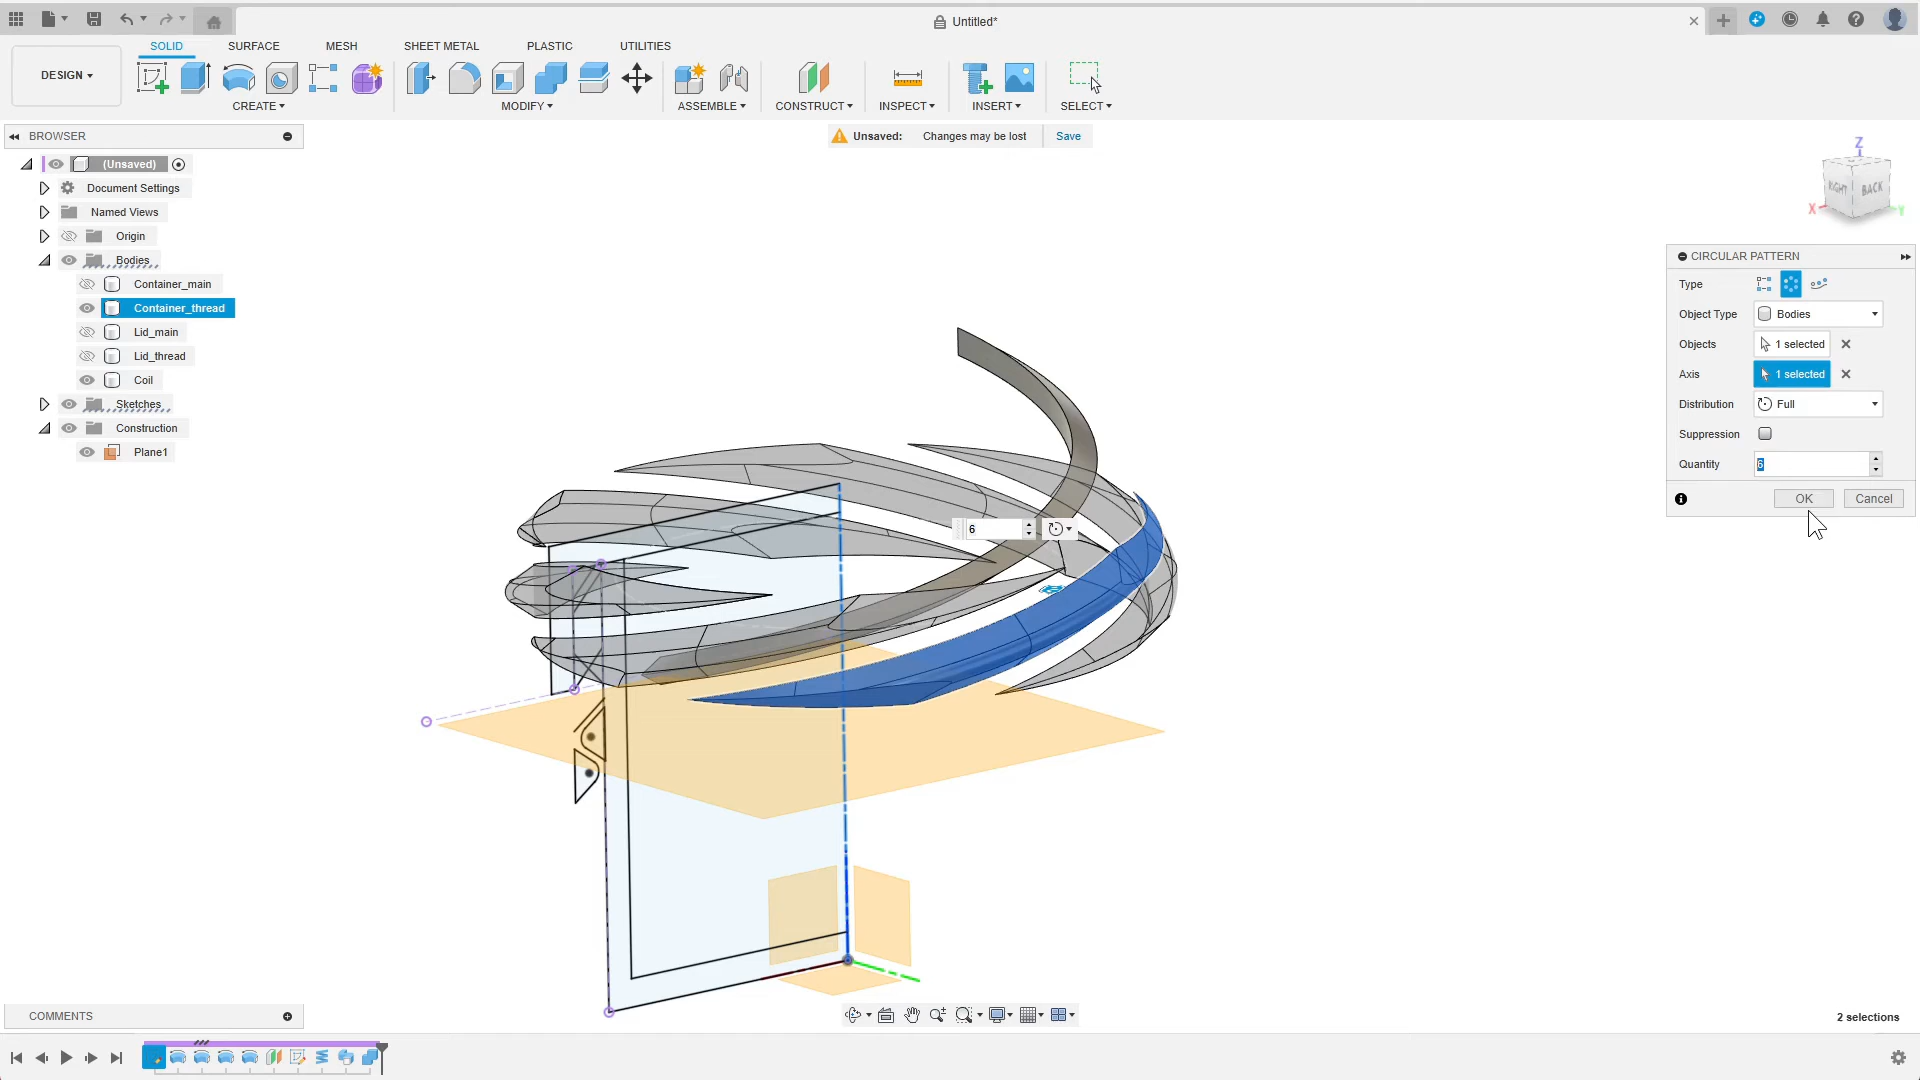 Untitled*
DESIGN
SOLID
SURFACE
MESH
SHEET METAL
PLASTIC
UTILITIES
CREATE
MODIFY
ASSEMBLE
CONSTRUCT
INSPECT
INSERT
SELECT
BROWSER
Unsaved: Changes may be lost Save
(Unsaved)
Document Settings
Named Views
Origin
Bodies
Container_main
Container_thread
Lid_main
Lid_thread
Coil
Sketches
Construction
Plane1
Z
RIGHT
BACK
X
Y
CIRCULAR PATTERN
Type
Object Type Bodies
Objects 1 selected
Axis 1 selected
Distribution Full
Suppression
Quantity 6
OK Cancel
6
COMMENTS
2 selections